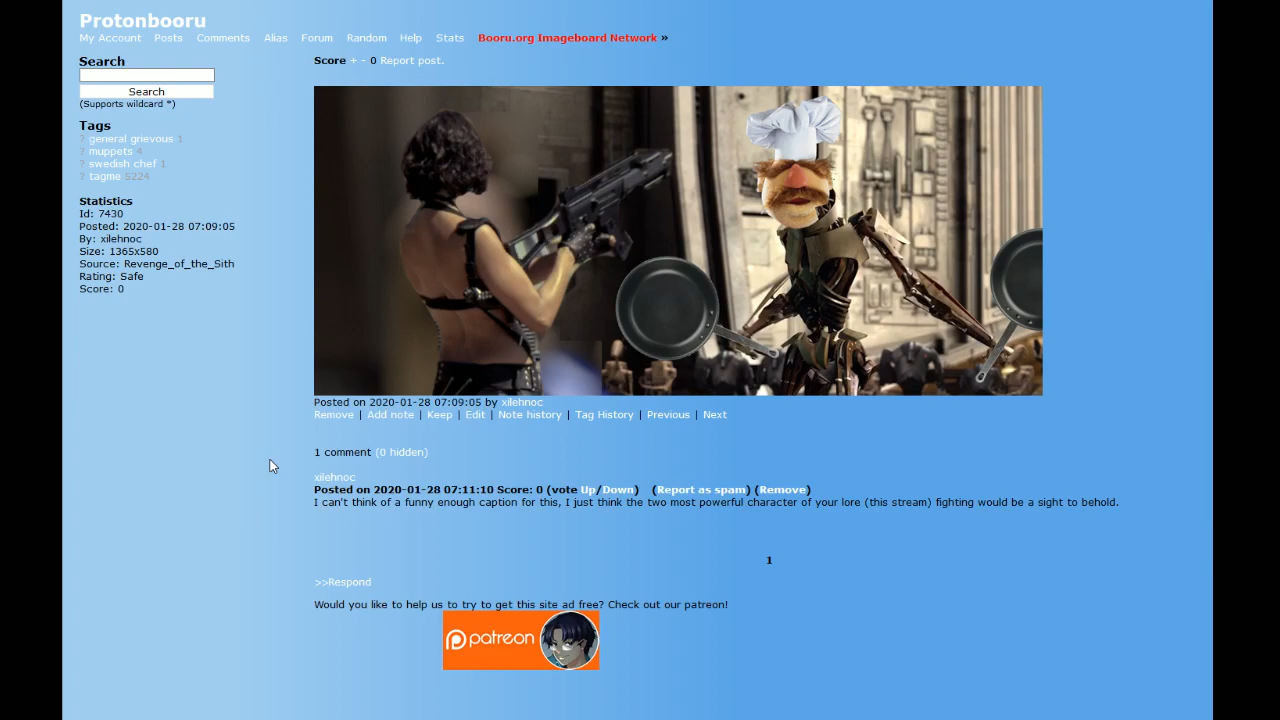 Protonbooru
My Account Posts Comments Alias Forum Random Help Stats Booru.org Imageboard Network »
Search
Search
(Supports wildcard *)
Tags
? general grievous 1
? muppets 4
? swedish chef 1
? tagme 5224
Statistics
Id: 7430
Posted: 2020-01-28 07:09:05
By: xilehnoc
Size: 1365x580
Source: Revenge_of_the_Sith
Rating: Safe
Score: 0
Score + - 0 Report post.
Posted on 2020-01-28 07:09:05 by xilehnoc
Remove | Add note | Keep | Edit | Note history | Tag History | Previous | Next
1 comment (0 hidden)
xilehnoc
Posted on 2020-01-28 07:11:10 Score: 0 (vote Up/Down) (Report as spam) (Remove)
I can't think of a funny enough caption for this, I just think the two most powerful character of your lore (this stream) fighting would be a sight to behold.
1
>>Respond
Would you like to help us to try to get this site ad free? Check out our patreon!
patreon